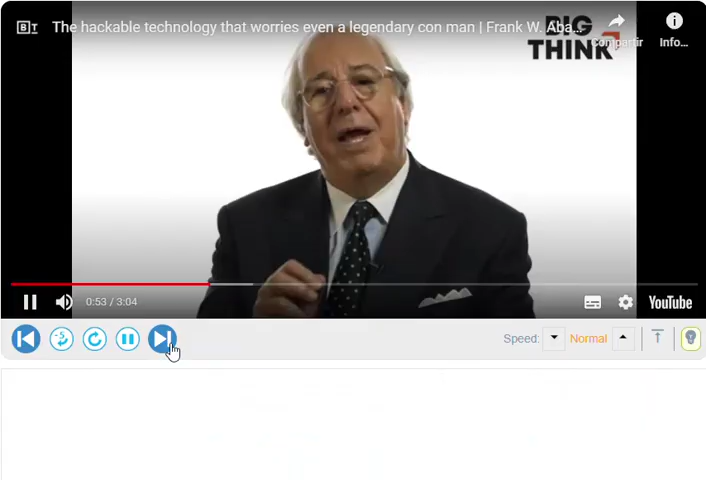 The hackable technology that worries even a legendary con man | Frank W. Aba...
BIG
THINK
Compartir
Info...
0:53 / 3:04
YouTube
-5
Speed:
Normal